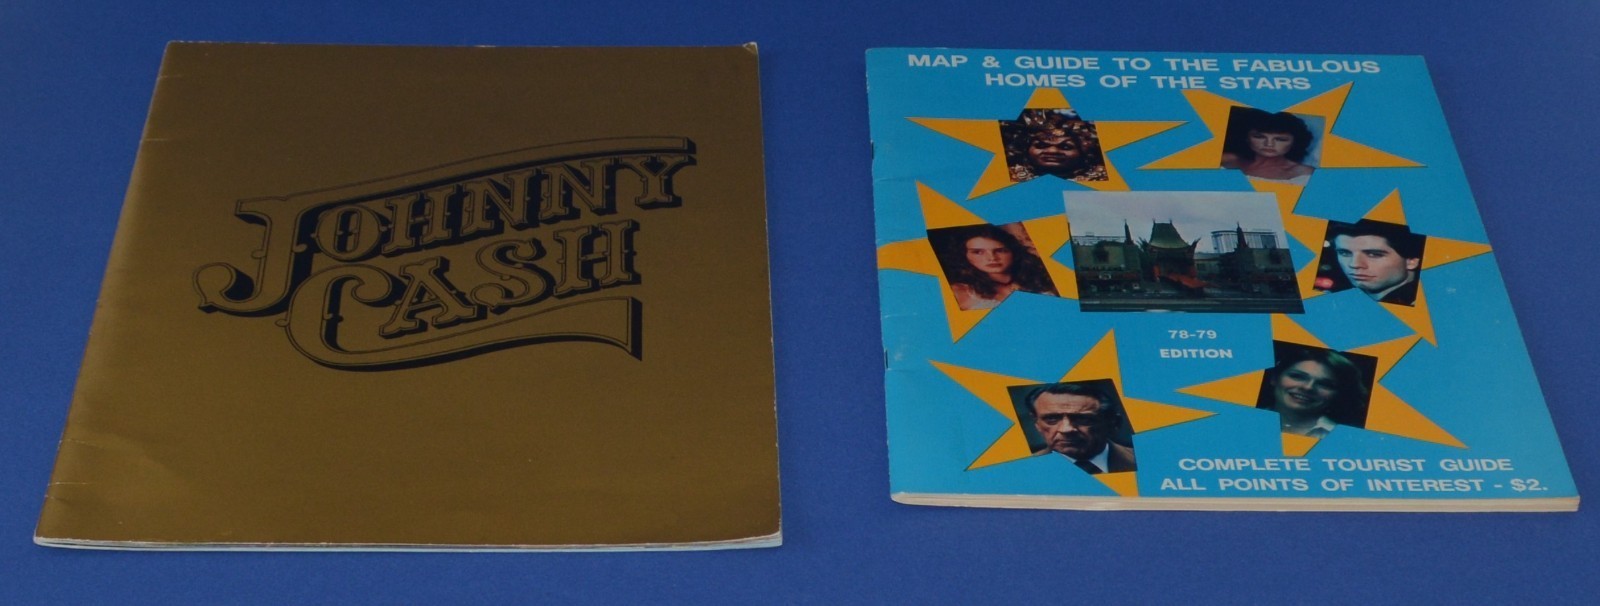 JOHNNY
CASH
MAP & GUIDE TO THE FABULOUS
HOMES OF THE STARS
78-79
EDITION
COMPLETE TOURIST GUIDE
ALL POINTS OF INTEREST - $2.